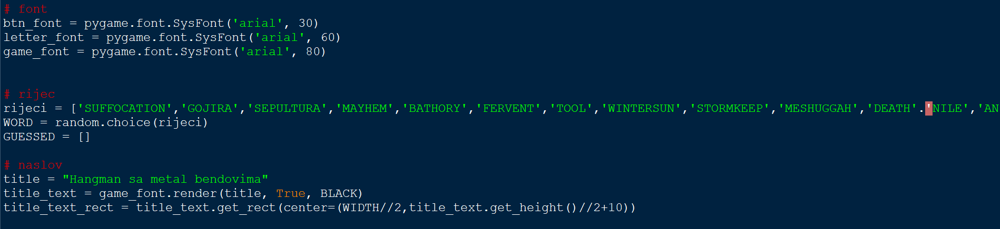 # font
btn_font = pygame.font.SysFont('arial', 30)
letter_font = pygame.font.SysFont('arial', 60)
game_font = pygame.font.SysFont('arial', 80)
# rijec
rijeci = ['SUFFOCATION','GOJIRA','SEPULTURA','MAYHEM','BATHORY','FERVENT','TOOL','WINTERSUN','STORMKEEP','MESHUGGAH','DEATH'.'NILE','AN
WORD = random.choice(rijeci)
GUESSED = []
# naslov
title = "Hangman sa metal bendovima"
title_text = game_font.render(title, True, BLACK)
title_text_rect = title_text.get_rect(center=(WIDTH//2,title_text.get_height()//2+10))